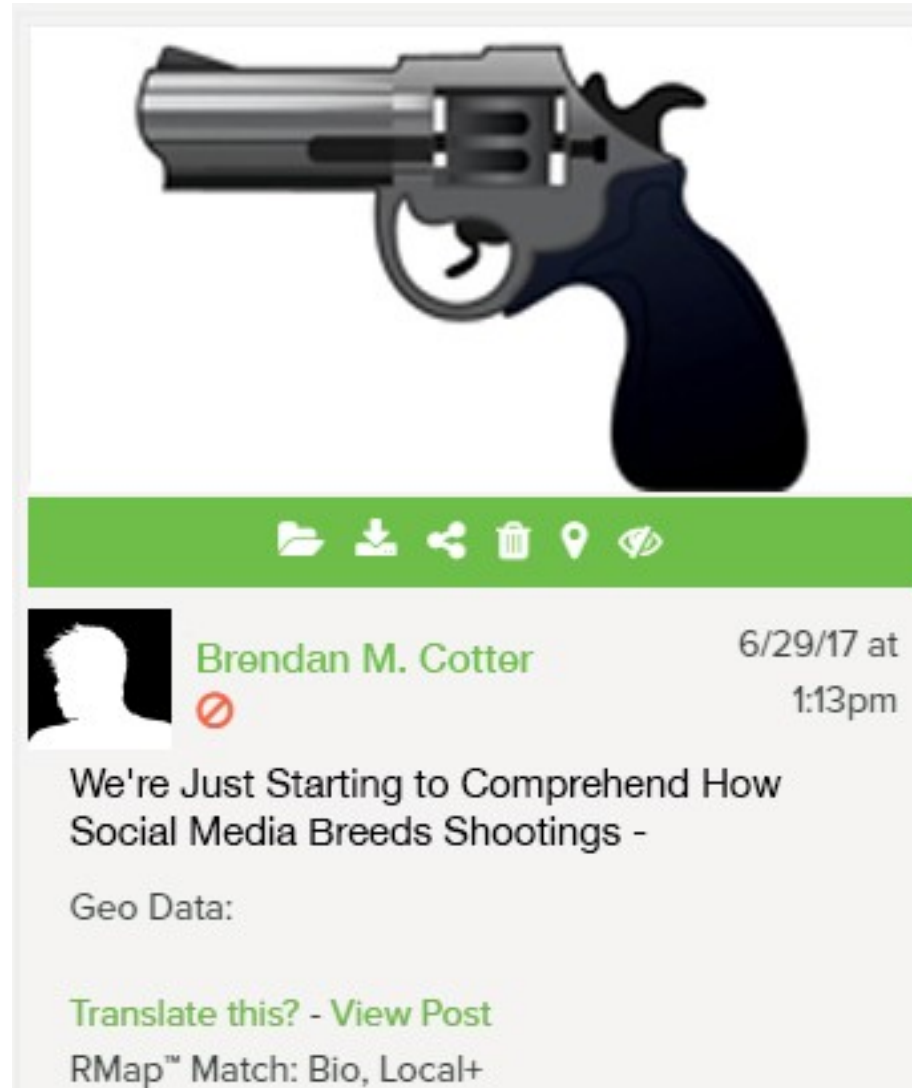 Brendan M. Cotter
6/29/17 at
1:13pm
We're Just Starting to Comprehend How
Social Media Breeds Shootings -
Geo Data:
Translate this? - View Post
RMap™ Match: Bio, Local+